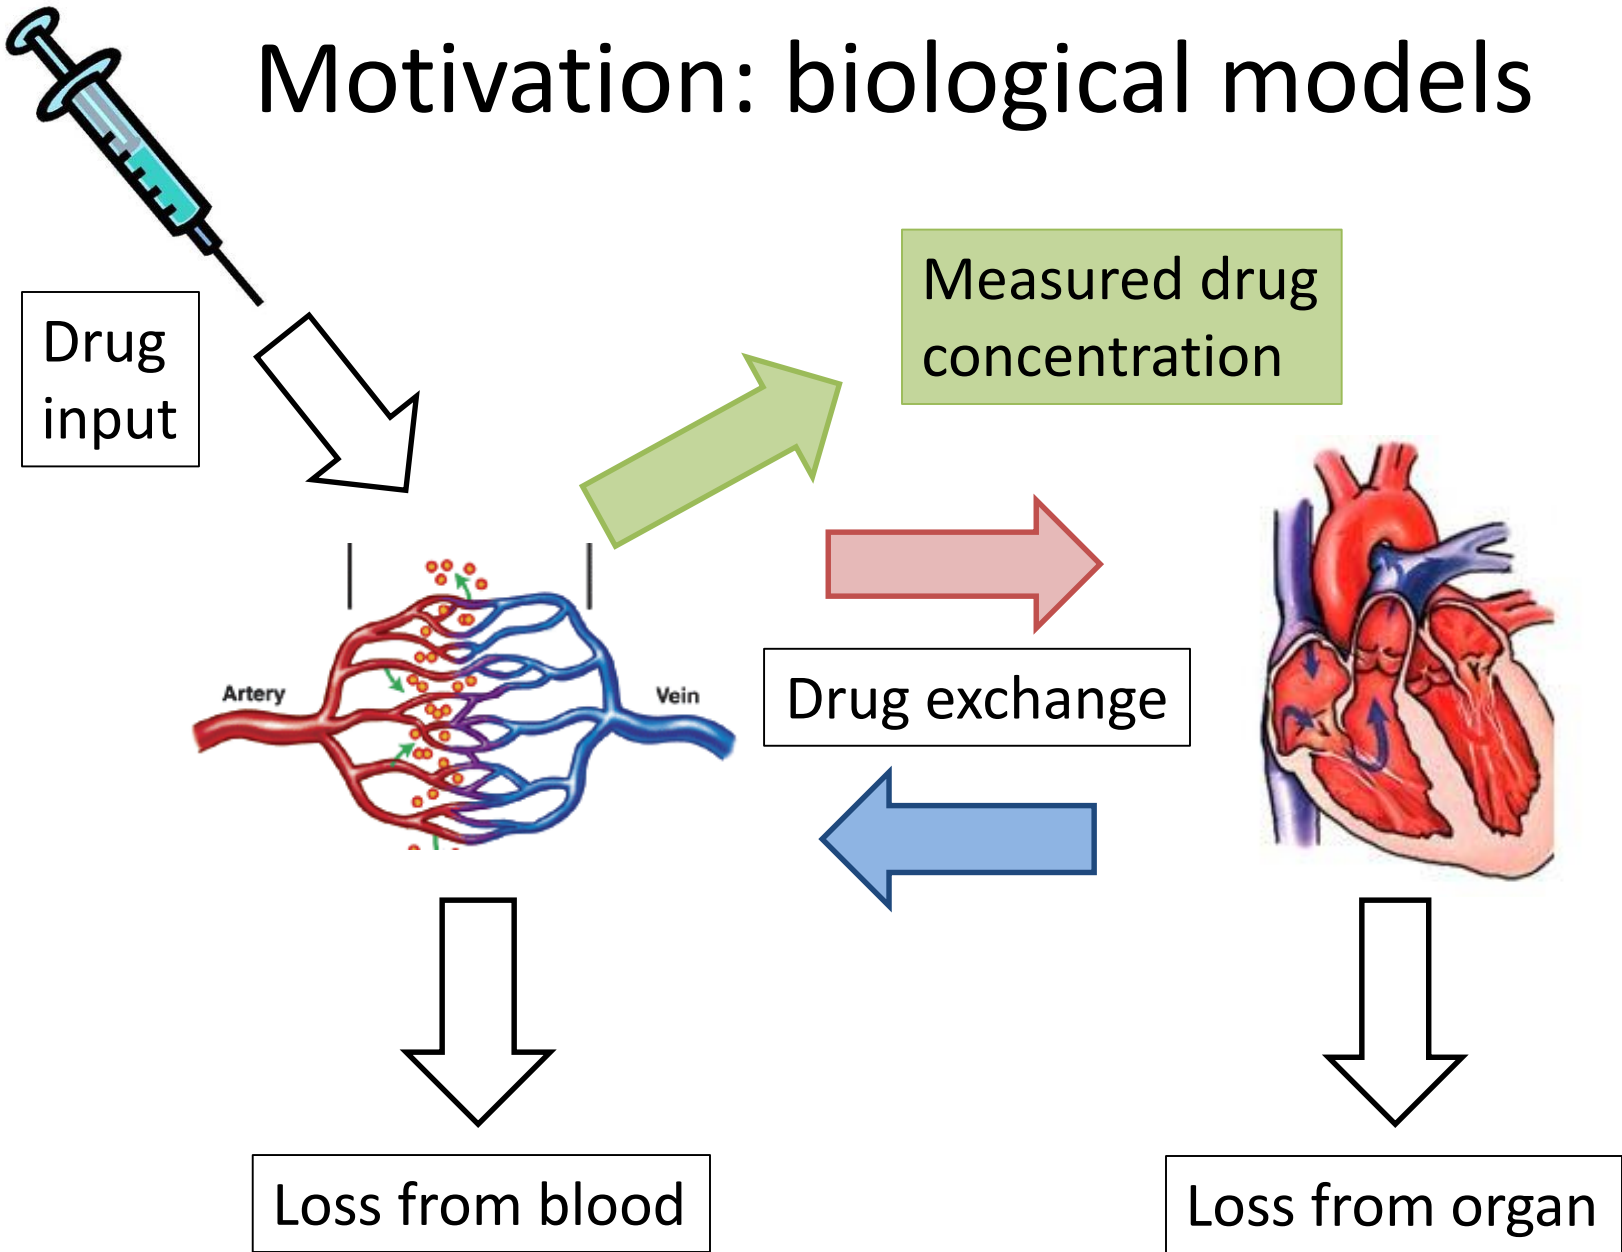 Motivation: biological models
Drug
input
Measured drug
concentration
Artery
Vein
Drug exchange
Loss from blood
Loss from organ